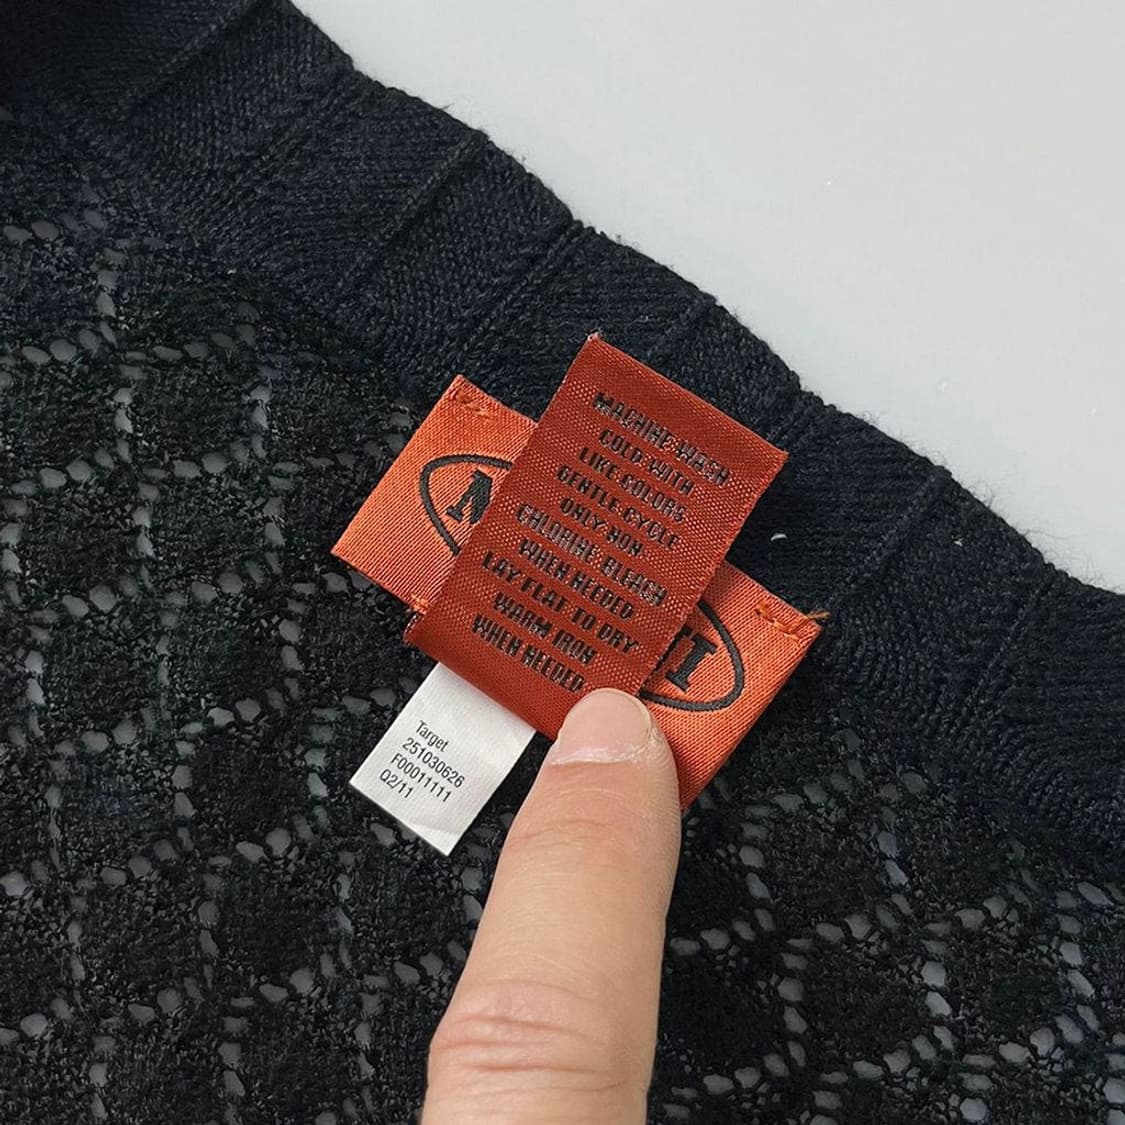 MACHINE WASH
COLD WITH
LIKE COLORS
GENTLE CYCLE
ONLY NON
CHLORINE BLEACH
WHEN NEEDED
LAY FLAT TO DRY
WARM IRON
WHEN NEEDED
Target
251030626
F00011111
Q2/11